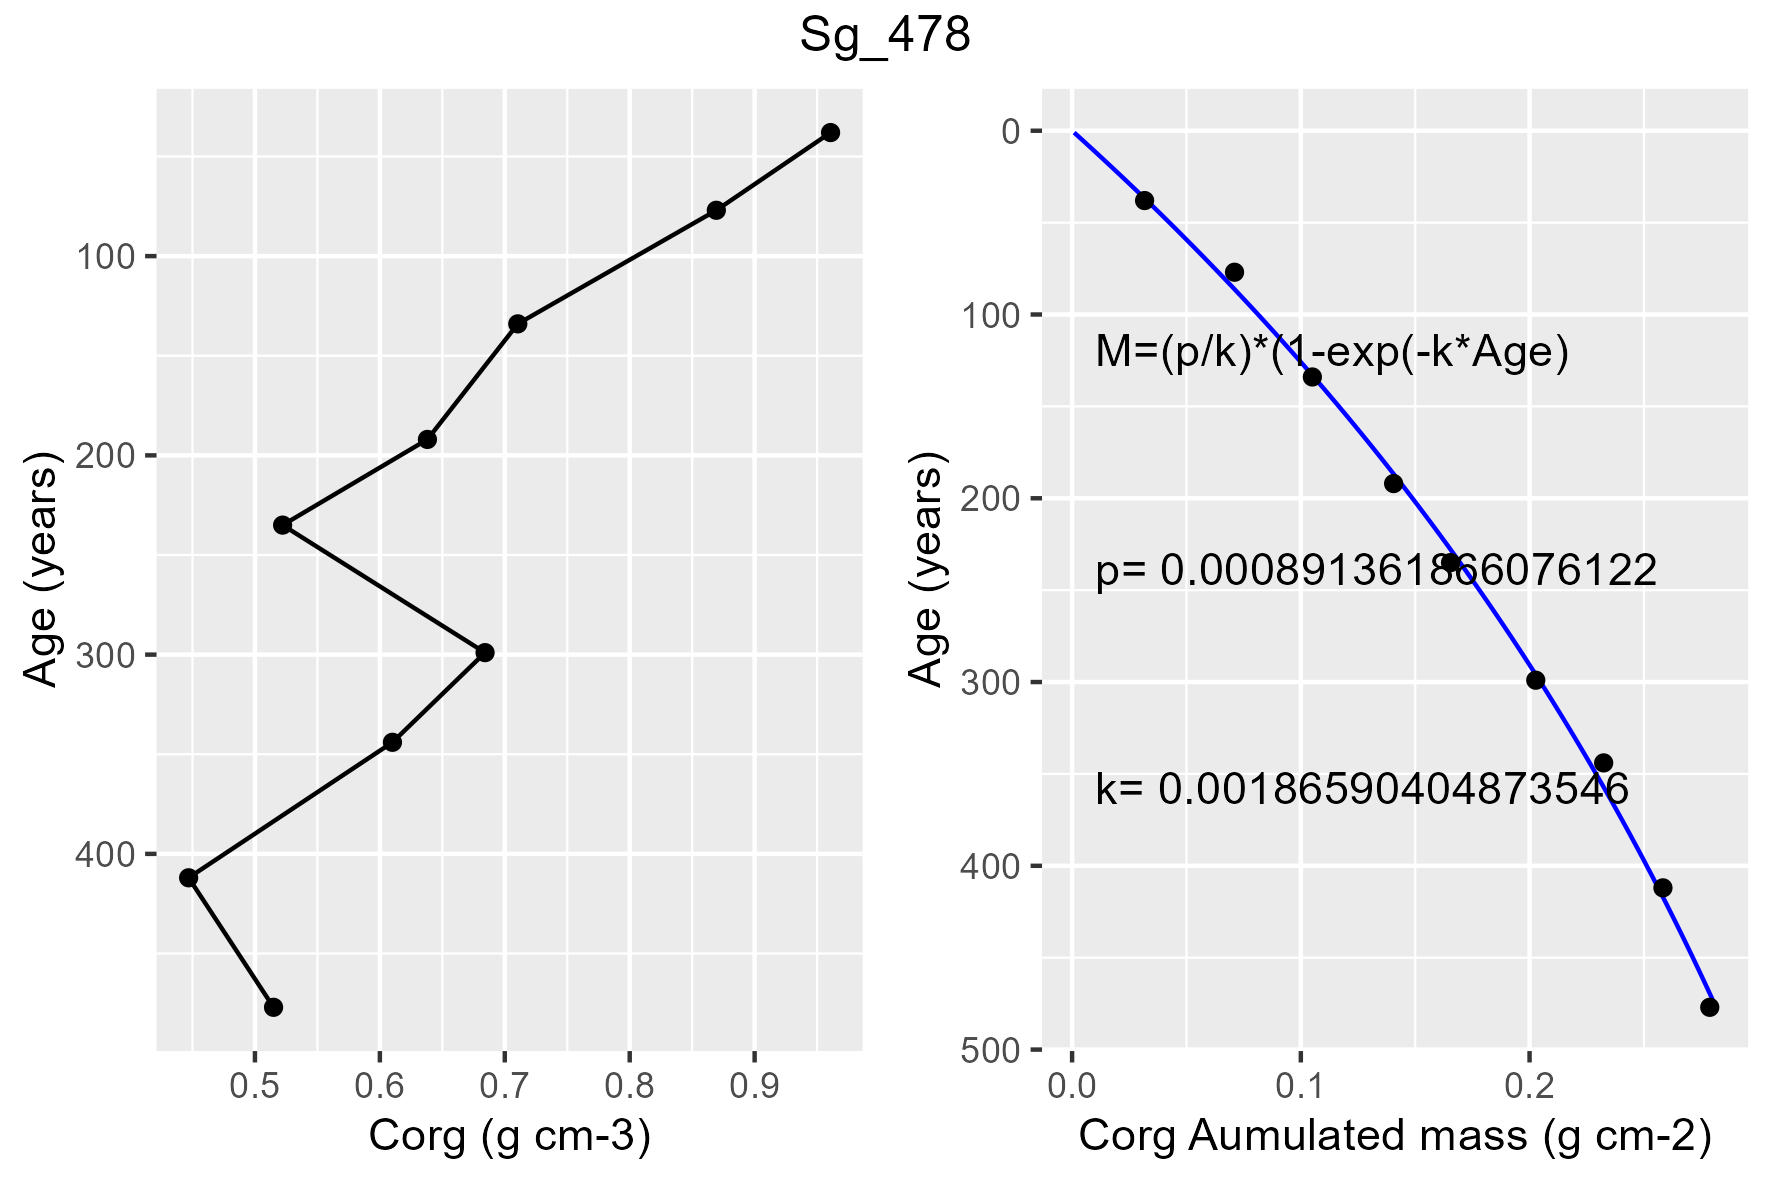 Sg_478
Age (years)
100
200
300
400
0.5
0.6
0.7
0.8
0.9
Corg (g cm-3)
Age (years)
0
100
200
300
400
500
M=(p/k)*(1-exp(-k*Age)
p= 0.000891361866076122
k= 0.00186590404873546
0.0
0.1
0.2
Corg Aumulated mass (g cm-2)